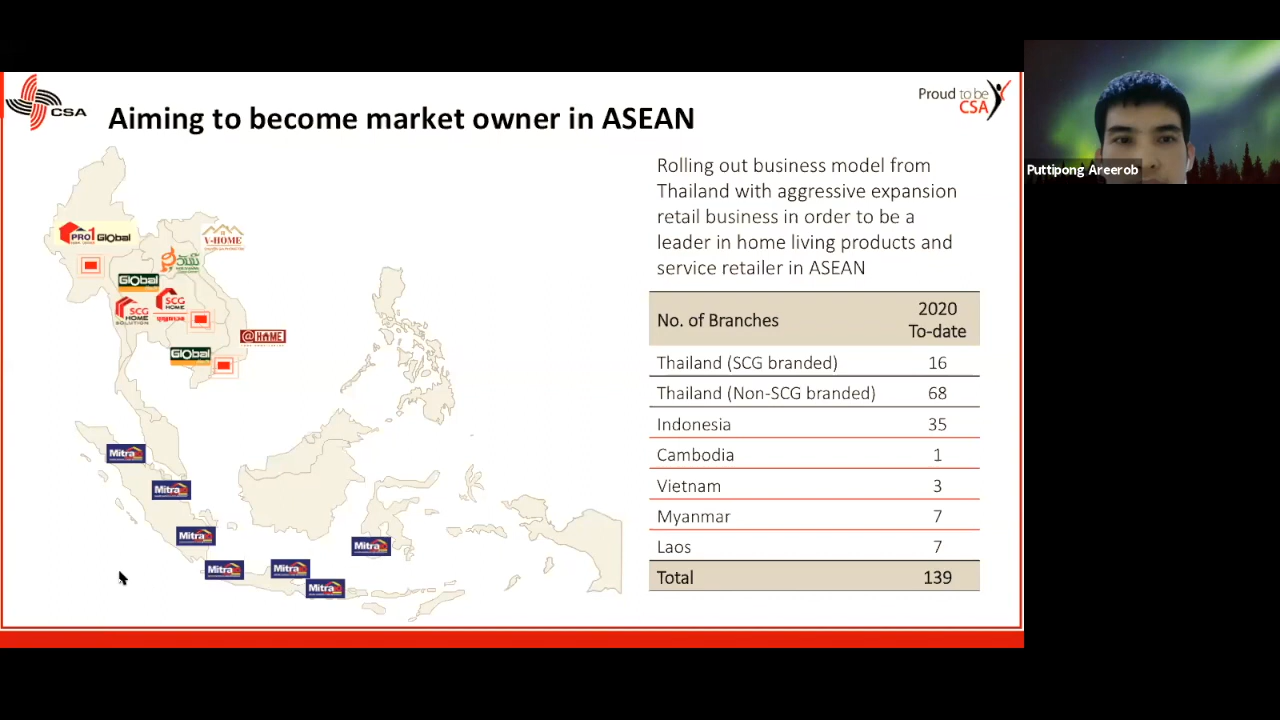 CSA
Aiming to become market owner in ASEAN
Proud to be
CSA
Puttipong Areerob
Rolling out business model from
Thailand with aggressive expansion
retail business in order to be a
leader in home living products and
service retailer in ASEAN
No. of Branches 2020 To-date
Thailand (SCG branded) 16
Thailand (Non-SCG branded) 68
Indonesia 35
Cambodia 1
Vietnam 3
Myanmar 7
Laos 7
Total 139
PRO1 Global
V-HOME
Global
SCG
HOME
SOLUTION
SCG
HOME
@HOME
Global
Mitra
Mitra
Mitra
Mitra
Mitra
Mitra
Mitra